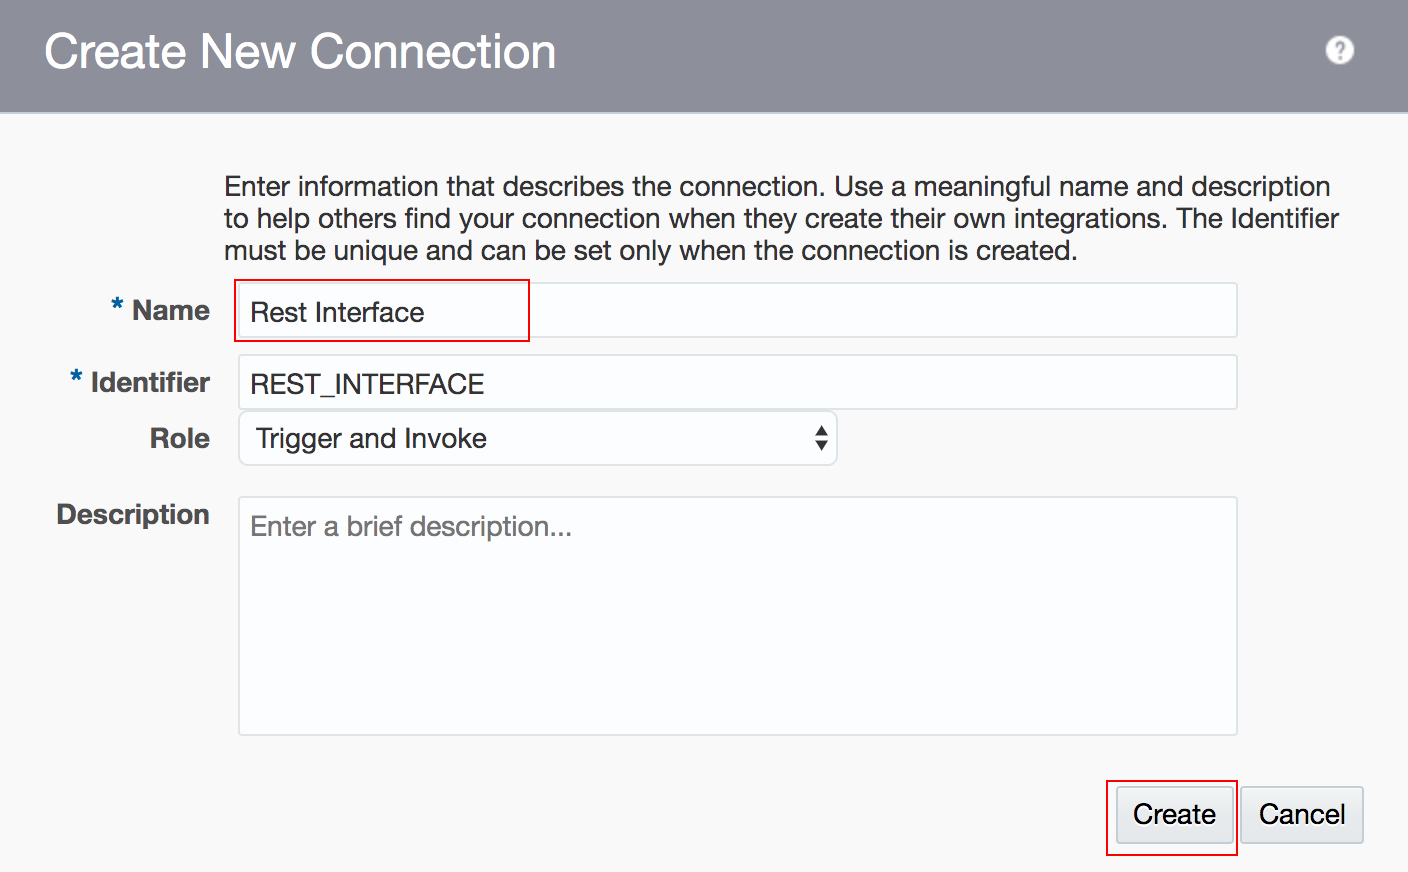 Create New Connection
?
Enter information that describes the connection. Use a meaningful name and description
to help others find your connection when they create their own integrations. The Identifier
must be unique and can be set only when the connection is created.
* Name Rest Interface
* Identifier REST_INTERFACE
Role Trigger and Invoke
Description Enter a brief description...
Create Cancel